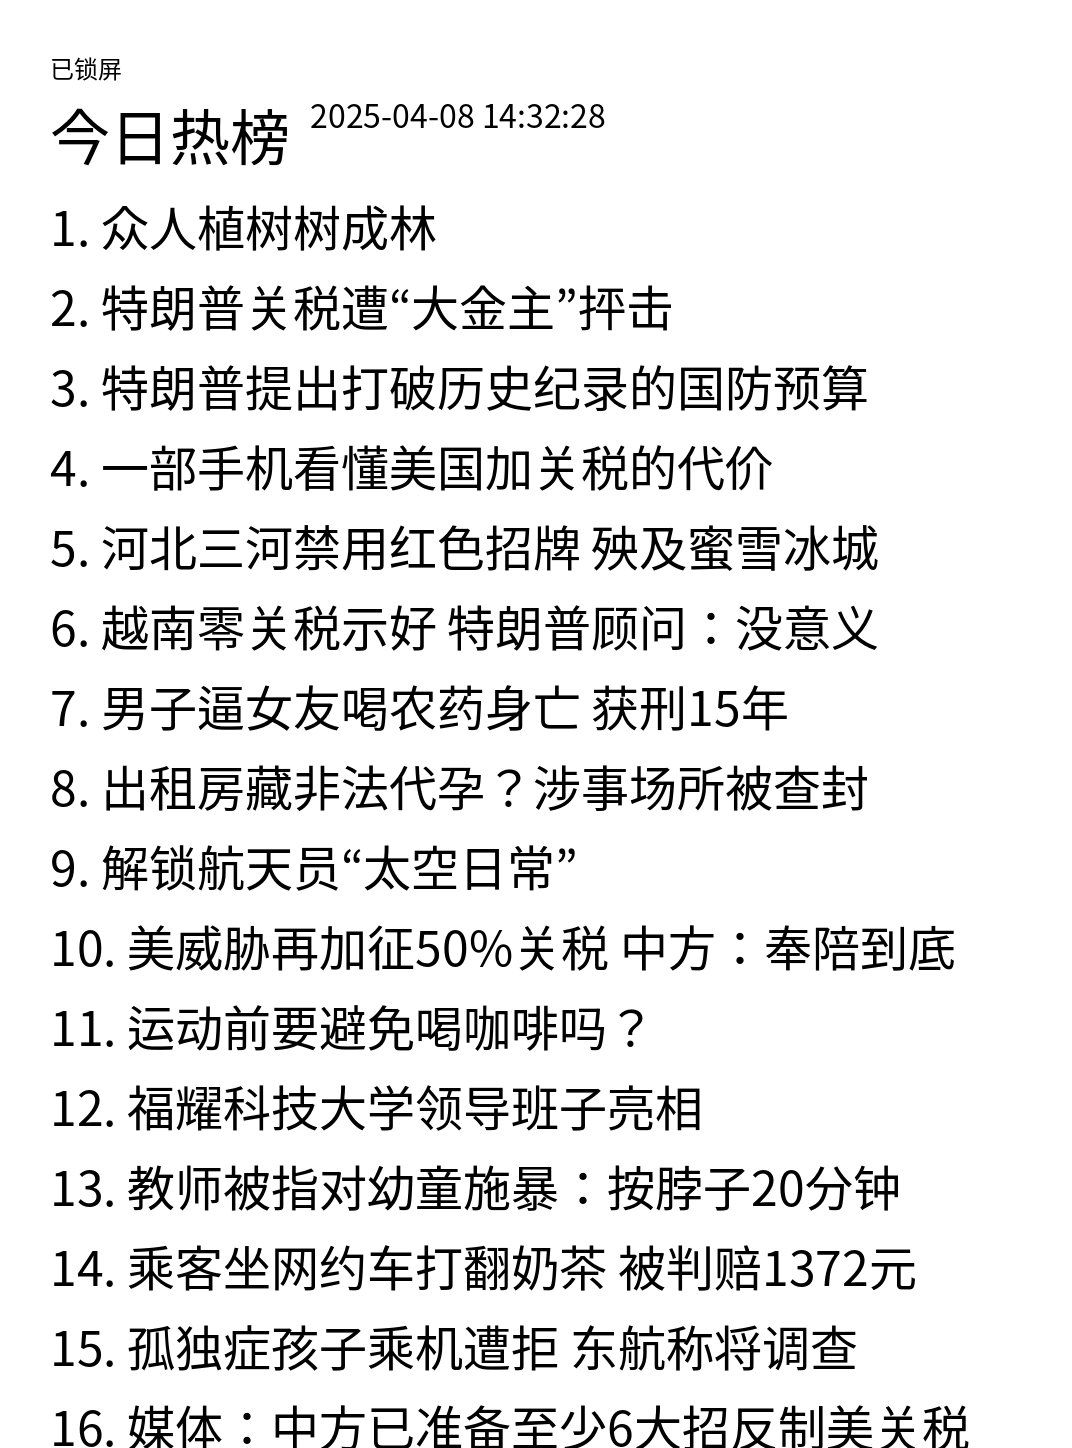 已锁屏
今日热榜 2025-04-08 14:32:28
1. 众人植树树成林
2. 特朗普关税遭“大金主”抨击
3. 特朗普提出打破历史纪录的国防预算
4. 一部手机看懂美国加关税的代价
5. 河北三河禁用红色招牌 殃及蜜雪冰城
6. 越南零关税示好 特朗普顾问：没意义
7. 男子逼女友喝农药身亡 获刑15年
8. 出租房藏非法代孕？涉事场所被查封
9. 解锁航天员“太空日常”
10. 美威胁再加征50%关税 中方：奉陪到底
11. 运动前要避免喝咖啡吗？
12. 福耀科技大学领导班子亮相
13. 教师被指对幼童施暴：按脖子20分钟
14. 乘客坐网约车打翻奶茶 被判赔1372元
15. 孤独症孩子乘机遭拒 东航称将调查
16. 媒体：中方已准备至少6大招反制美关税